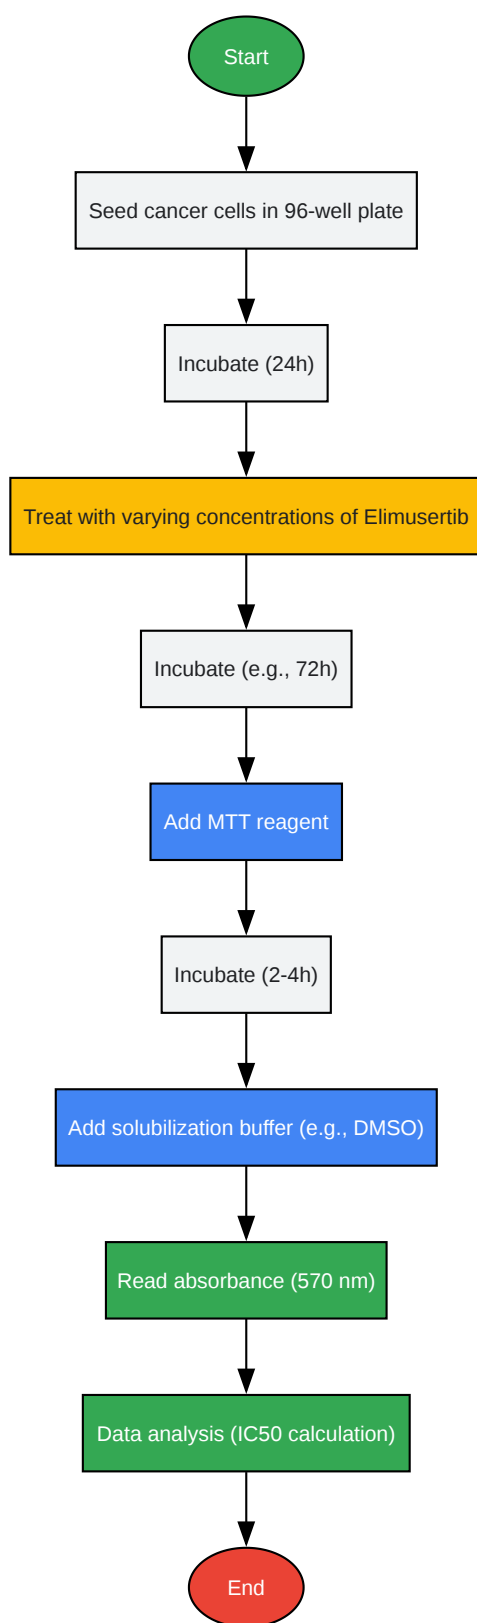 Start
Seed cancer cells in 96-well plate
Incubate (24h)
Treat with varying concentrations of Elimusertib
Incubate (e.g., 72h)
Add MTT reagent
Incubate (2-4h)
Add solubilization buffer (e.g., DMSO)
Read absorbance (570 nm)
Data analysis (IC50 calculation)
End